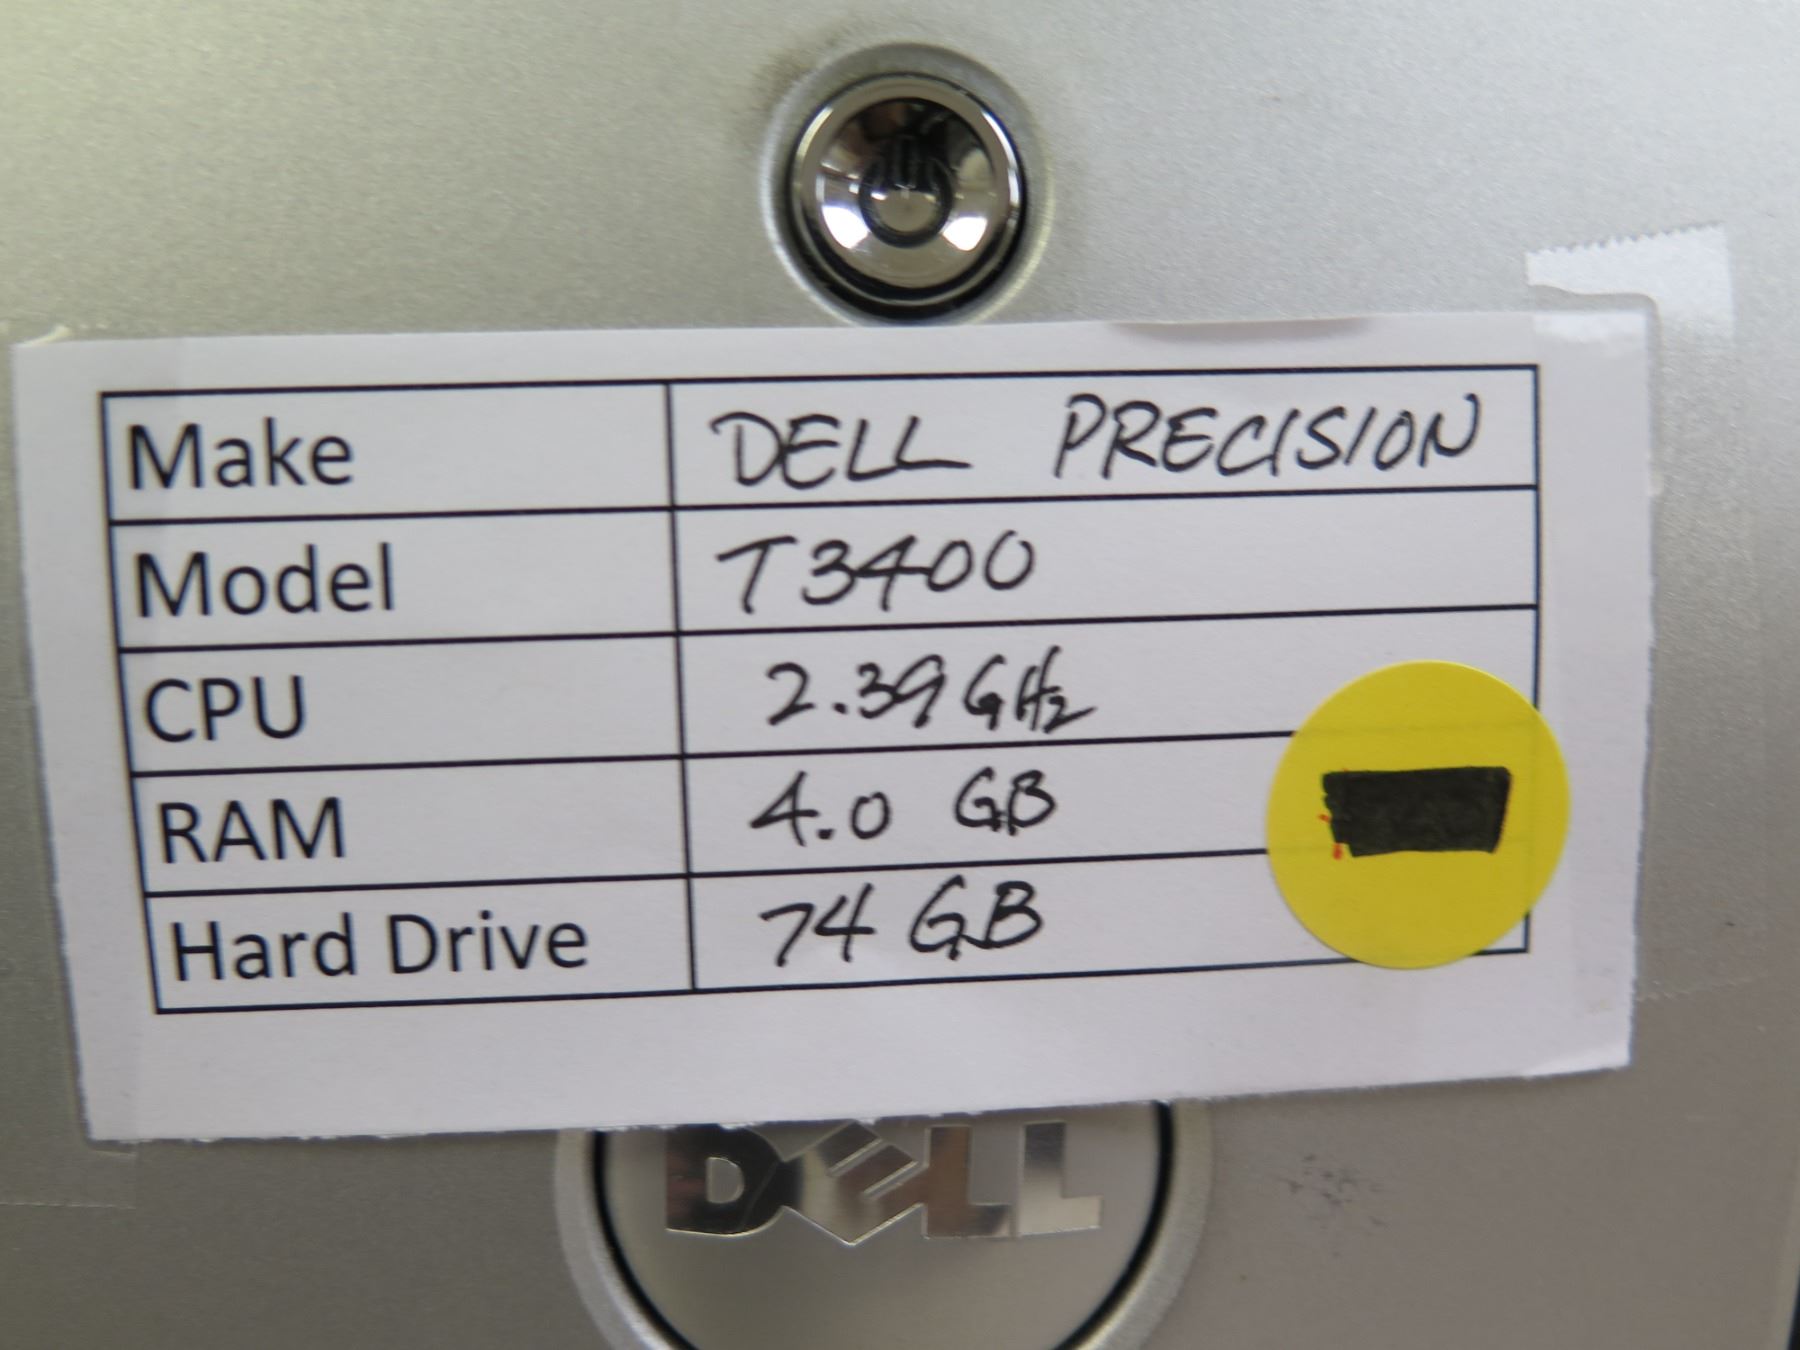 Make DELL PRECISION
Model T3400
CPU 2.39 GHz
RAM 4.0 GB
Hard Drive 74 GB
DELL